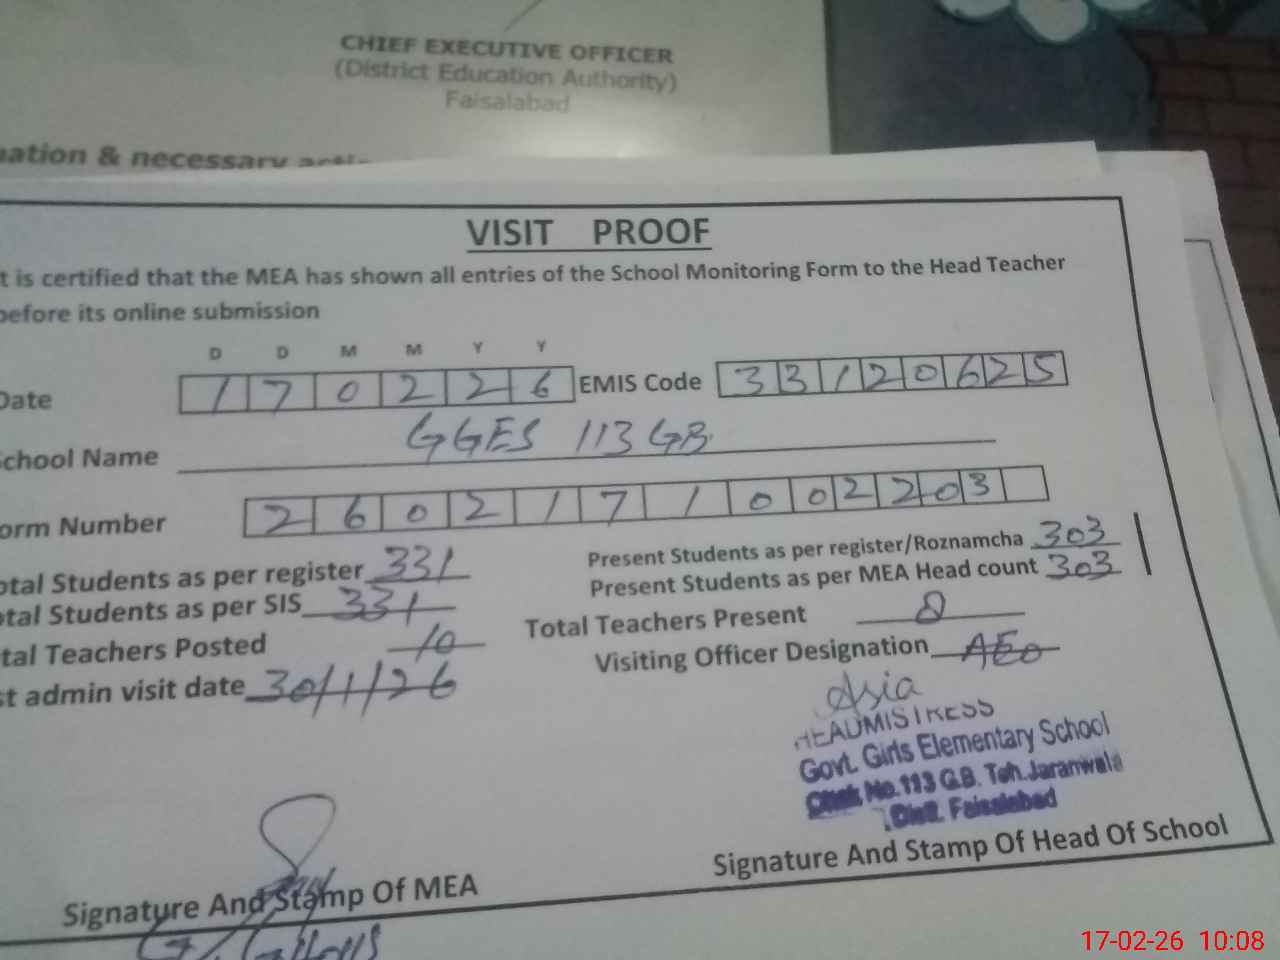 CHIEF EXECUTIVE OFFICER
(District Education Authority)
Faisalabad
ation & necessary acti
VISIT PROOF
t is certified that the MEA has shown all entries of the School Monitoring Form to the Head Teacher
before its online submission
D D M M Y Y
Date 1 7 0 2 2 6 EMIS Code 3 3 1 2 0 6 2 5
School Name GGES 113 GB
orm Number 2 6 0 2 1 7 1 0 0 2 2 0 3
otal Students as per register 331 Present Students as per register/Roznamcha 303
otal Students as per SIS 331 Present Students as per MEA Head count 303
tal Teachers Posted 10 Total Teachers Present 8
st admin visit date 30/1/26 Visiting Officer Designation AEO
Asia
HEADMISTRESS
Govt. Girls Elementary School
Chak No. 113 G.B. Teh. Jaranwala
Distt. Faisalabad
Signature And Stamp Of MEA Signature And Stamp Of Head Of School
17-02-26 10:08